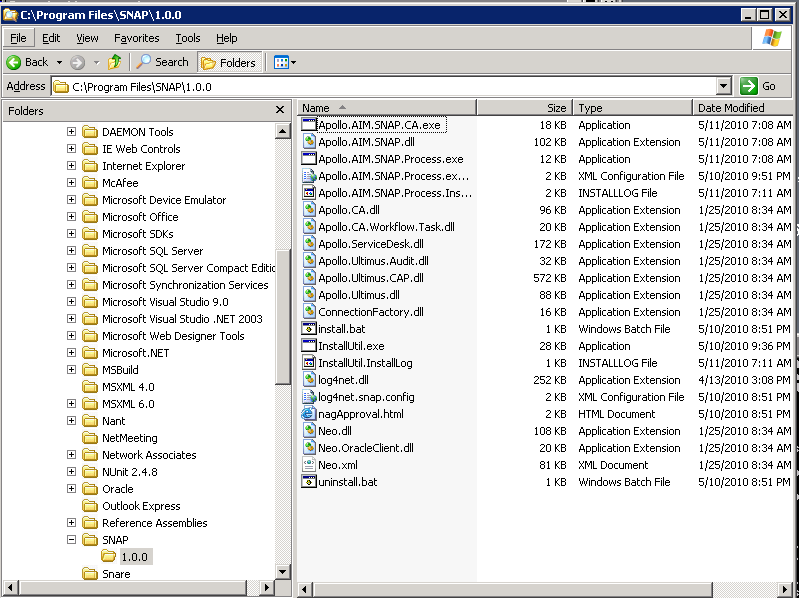 C:\Program Files\SNAP\1.0.0
File Edit View Favorites Tools Help
Back Search Folders
Address C:\Program Files\SNAP\1.0.0 Go
Folders
DAEMON Tools
IE Web Controls
Internet Explorer
McAfee
Microsoft Device Emulator
Microsoft Office
Microsoft SDKs
Microsoft SQL Server
Microsoft SQL Server Compact Editio
Microsoft Synchronization Services
Microsoft Visual Studio 9.0
Microsoft Visual Studio .NET 2003
Microsoft Web Designer Tools
Microsoft.NET
MSBuild
MSXML 4.0
MSXML 6.0
Nant
NetMeeting
Network Associates
NUnit 2.4.8
Oracle
Outlook Express
Reference Assemblies
SNAP
1.0.0
Snare
Name Size Type Date Modified
Apollo.AIM.SNAP.CA.exe 18 KB Application 5/11/2010 7:08 AM
Apollo.AIM.SNAP.dll 102 KB Application Extension 5/11/2010 7:08 AM
Apollo.AIM.SNAP.Process.exe 12 KB Application 5/11/2010 7:08 AM
Apollo.AIM.SNAP.Process.ex... 2 KB XML Configuration File 5/10/2010 9:51 PM
Apollo.AIM.SNAP.Process.Ins... 2 KB INSTALLLOG File 5/11/2010 7:11 AM
Apollo.CA.dll 96 KB Application Extension 1/25/2010 8:34 AM
Apollo.CA.Workflow.Task.dll 20 KB Application Extension 1/25/2010 8:34 AM
Apollo.ServiceDesk.dll 172 KB Application Extension 1/25/2010 8:34 AM
Apollo.Ultimus.Audit.dll 32 KB Application Extension 1/25/2010 8:34 AM
Apollo.Ultimus.CAP.dll 572 KB Application Extension 1/25/2010 8:34 AM
Apollo.Ultimus.dll 88 KB Application Extension 1/25/2010 8:34 AM
ConnectionFactory.dll 16 KB Application Extension 1/25/2010 8:34 AM
install.bat 1 KB Windows Batch File 5/10/2010 8:51 PM
InstallUtil.exe 28 KB Application 5/10/2010 9:36 PM
InstallUtil.InstallLog 1 KB INSTALLLOG File 5/11/2010 7:11 AM
log4net.dll 252 KB Application Extension 4/13/2010 3:08 PM
log4net.snap.config 2 KB XML Configuration File 5/10/2010 8:51 PM
nagApproval.html 2 KB HTML Document 5/10/2010 8:51 PM
Neo.dll 108 KB Application Extension 1/25/2010 8:34 AM
Neo.OracleClient.dll 20 KB Application Extension 1/25/2010 8:34 AM
Neo.xml 81 KB XML Document 1/25/2010 8:34 AM
uninstall.bat 1 KB Windows Batch File 5/10/2010 8:51 PM